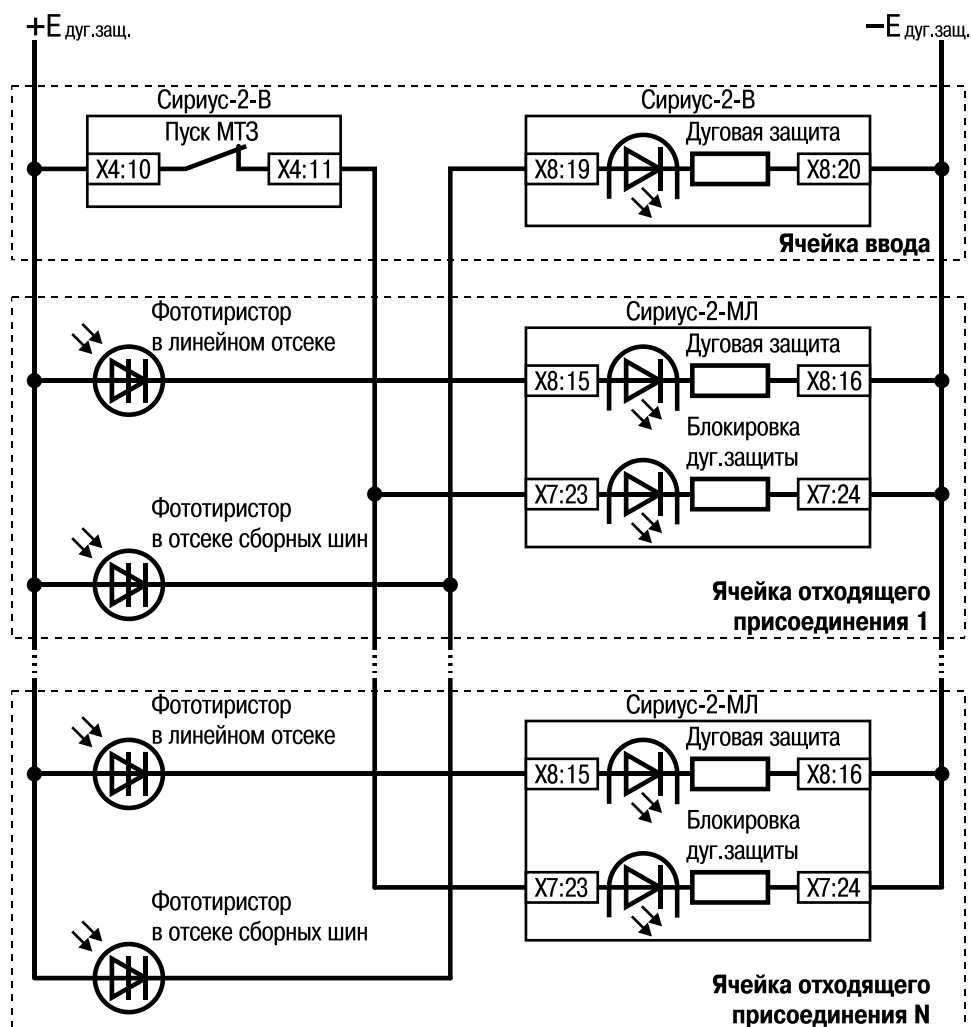 +E дуг.защ.
−E дуг.защ.
Сириус-2-В
Пуск МТЗ
X4:10
X4:11
Сириус-2-В
Дуговая защита
X8:19
X8:20
Ячейка ввода
Фототиристор
в линейном отсеке
Сириус-2-МЛ
Дуговая защита
X8:15
X8:16
Блокировка
дуг.защиты
X7:23
X7:24
Фототиристор
в отсеке сборных шин
Ячейка отходящего
присоединения 1
Фототиристор
в линейном отсеке
Сириус-2-МЛ
Дуговая защита
X8:15
X8:16
Блокировка
дуг.защиты
X7:23
X7:24
Фототиристор
в отсеке сборных шин
Ячейка отходящего
присоединения N